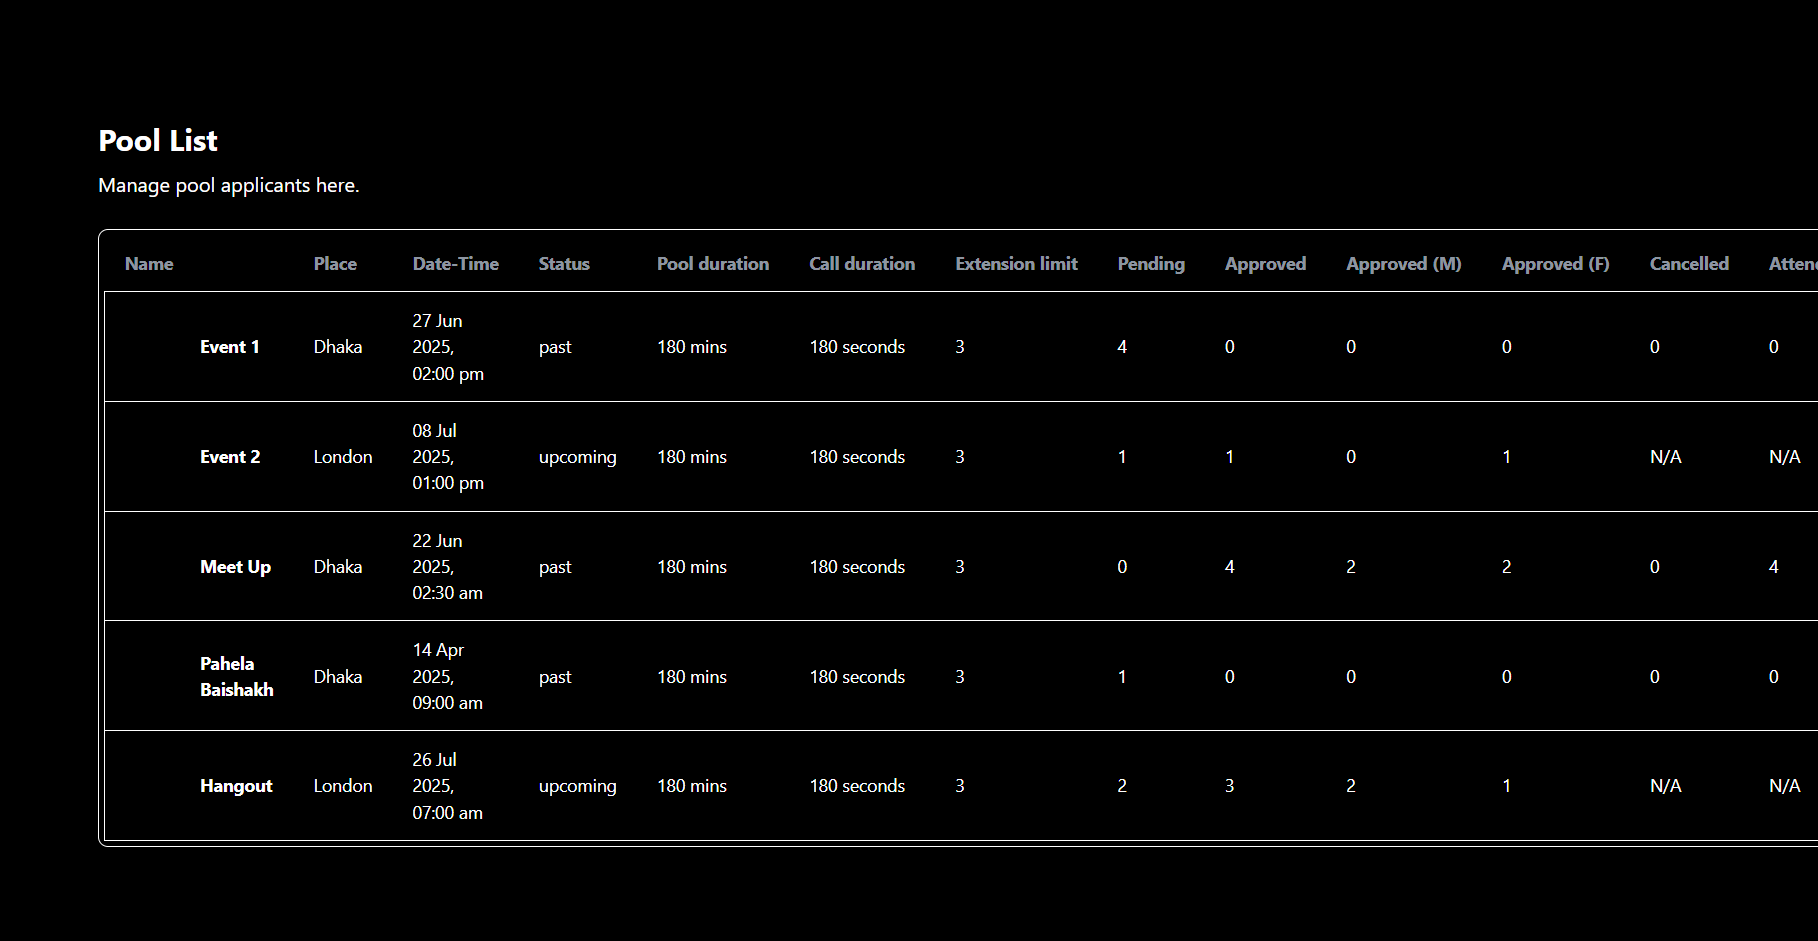 Pool List
Manage pool applicants here.
Name Place Date-Time Status Pool duration Call duration Extension limit Pending Approved Approved (M) Approved (F) Cancelled
Event 1 Dhaka 27 Jun 2025, 02:00 pm past 180 mins 180 seconds 3 4 0 0 0 0 0
Event 2 London 08 Jul 2025, 01:00 pm upcoming 180 mins 180 seconds 3 1 1 0 1 N/A N/A
Meet Up Dhaka 22 Jun 2025, 02:30 am past 180 mins 180 seconds 3 0 4 2 2 0 4
Pahela Baishakh Dhaka 14 Apr 2025, 09:00 am past 180 mins 180 seconds 3 1 0 0 0 0 0
Hangout London 26 Jul 2025, 07:00 am upcoming 180 mins 180 seconds 3 2 3 2 1 N/A N/A